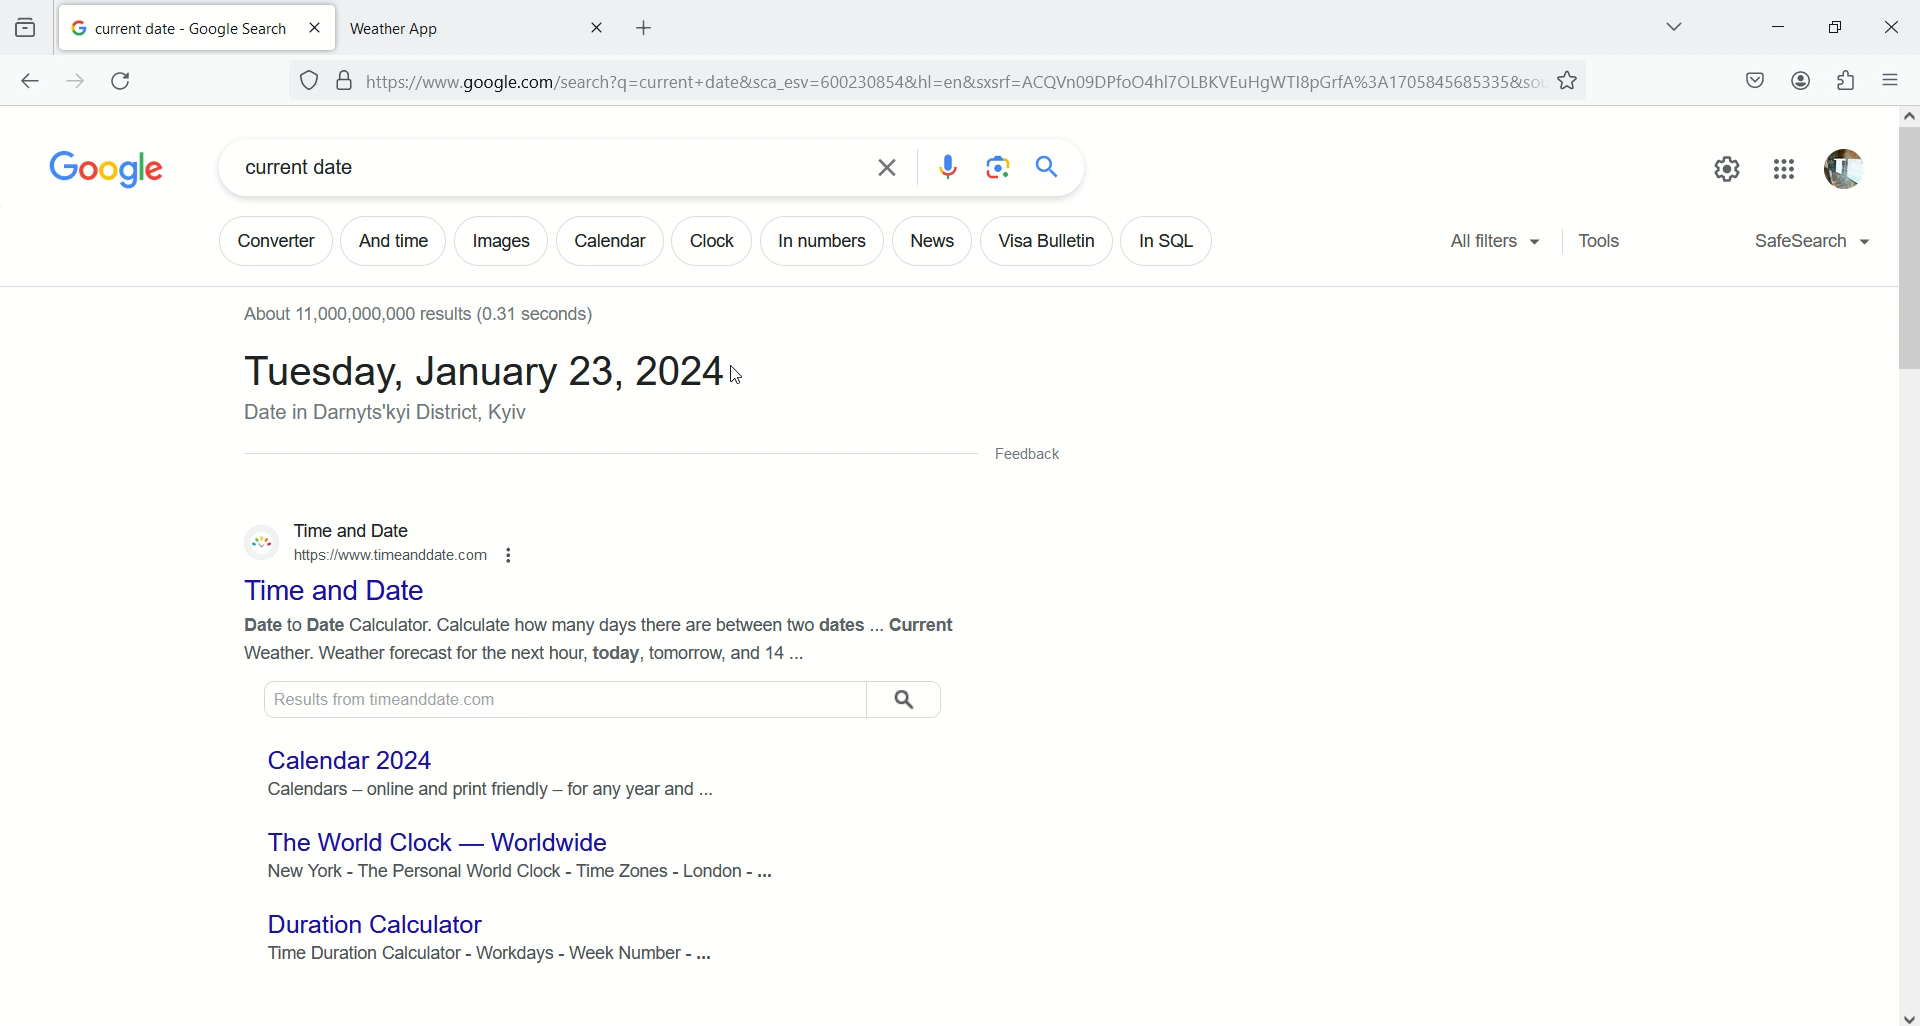 current date - Google Search
Weather App
https://www.google.com/search?q=current+date&sca_esv=600230854&hl=en&sxsrf=ACQVn09DPfoO4hl7OLBKVEuHgWTI8pGrfA%3A1705845685335&sou
Google
current date
Converter
And time
Images
Calendar
Clock
In numbers
News
Visa Bulletin
In SQL
All filters
Tools
SafeSearch
About 11,000,000,000 results (0.31 seconds)
Tuesday, January 23, 2024
Date in Darnyts'kyi District, Kyiv
Feedback
Time and Date
https://www.timeanddate.com
Time and Date
Date to Date Calculator. Calculate how many days there are between two dates ... Current
Weather. Weather forecast for the next hour, today, tomorrow, and 14 ...
Results from timeanddate.com
Calendar 2024
Calendars – online and print friendly – for any year and ...
The World Clock — Worldwide
New York - The Personal World Clock - Time Zones - London - ...
Duration Calculator
Time Duration Calculator - Workdays - Week Number - ...